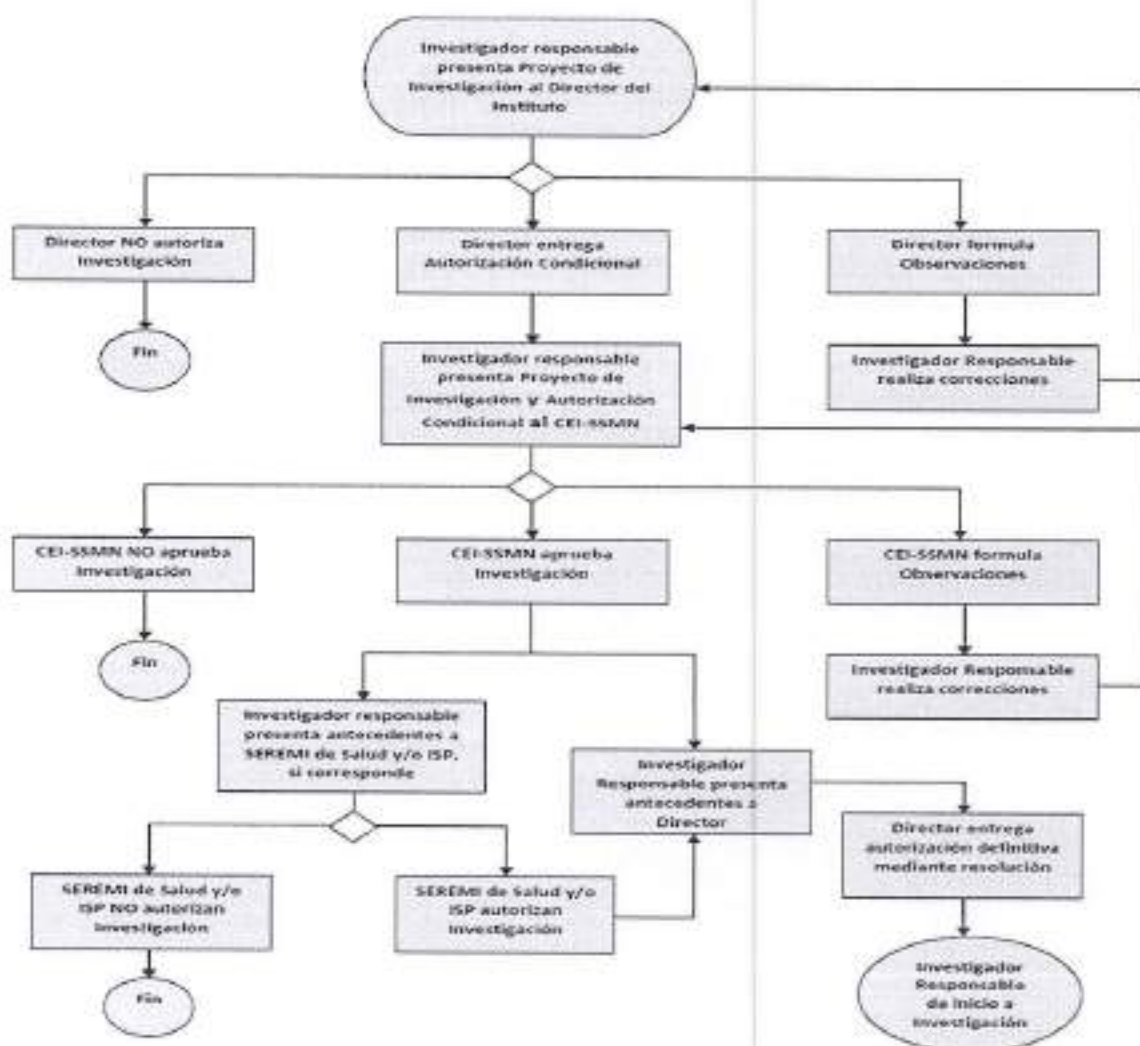 Investigador responsable
presenta Proyecto de
Investigación al Director del
Instituto
Director NO autoriza
Investigación
Director entrega
Autorización Condicional
Director formula
Observaciones
Fin
Investigador responsable
presenta Proyecto de
Investigación y Autorización
Condicional al CEI-SSMN
Investigador Responsable
realiza correcciones
CEI-SSMN NO aprueba
Investigación
CEI-SSMN aprueba
Investigación
CEI-SSMN formula
Observaciones
Fin
Investigador Responsable
realiza correcciones
Investigador responsable
presenta antecedentes a
SEREMI de Salud y/o ISP,
si corresponde
Investigador
Responsable presenta
antecedentes a
Director
Director entrega
autorización definitiva
mediante resolución
SEREMI de Salud y/o
ISP NO autorizan
Investigación
SEREMI de Salud y/o
ISP autorizan
Investigación
Fin
Investigador
Responsable
da Inicio a
Investigación